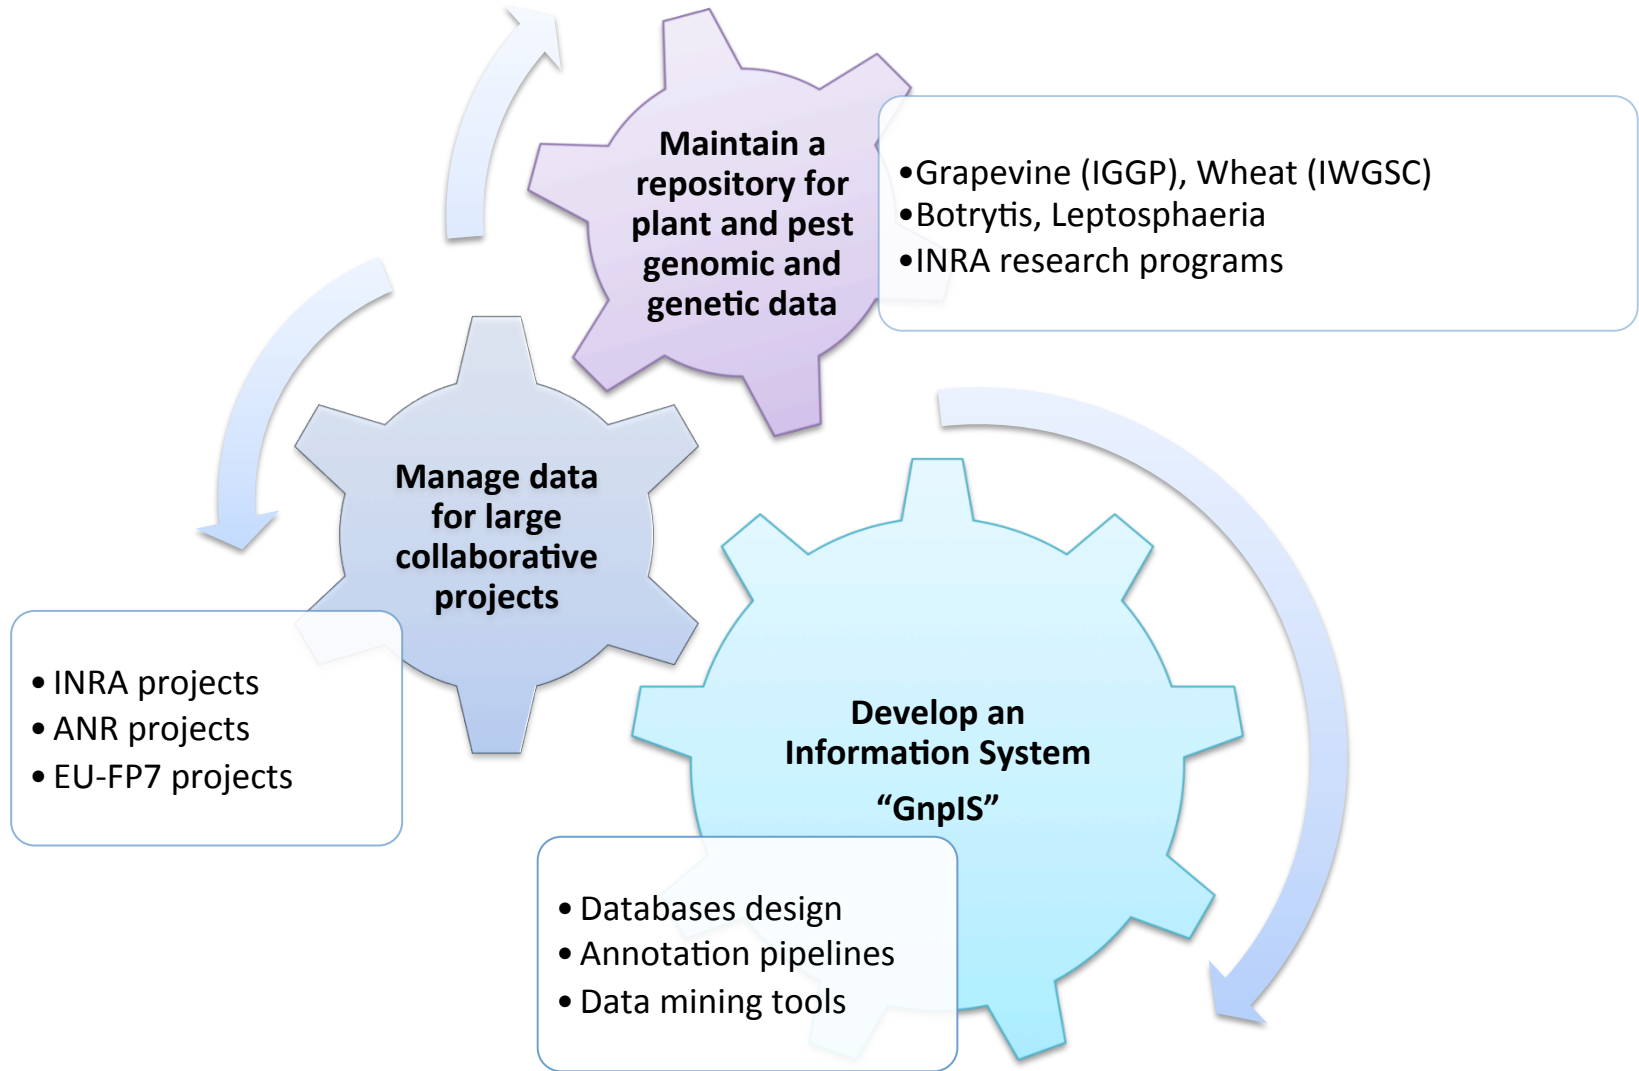 Maintain a
repository for
plant and pest
genomic and
genetic data
•Grapevine (IGGP), Wheat (IWGSC)
•Botrytis, Leptosphaeria
•INRA research programs
Manage data
for large
collaborative
projects
• INRA projects
• ANR projects
• EU-FP7 projects
Develop an
Information System
“GnpIS”
• Databases design
• Annotation pipelines
• Data mining tools